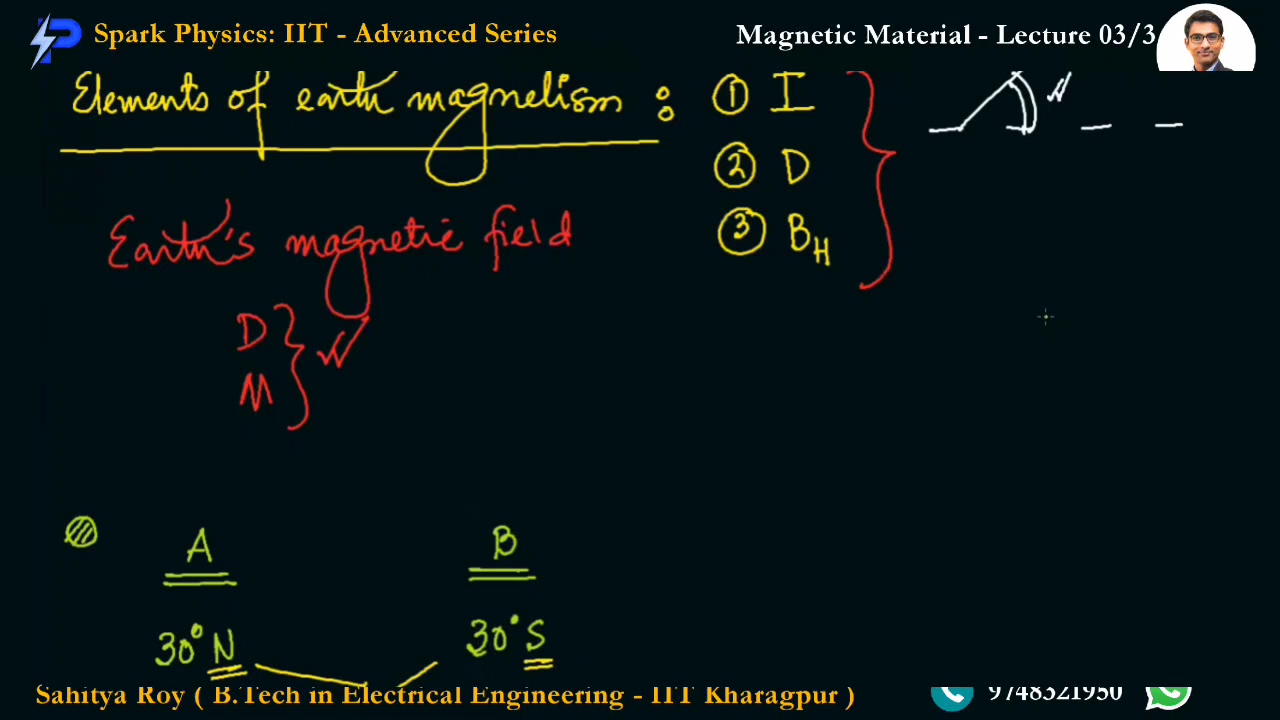 Spark Physics: IIT - Advanced Series
Magnetic Material - Lecture 03/3
Elements of earth magnetism :
① I
② D
③ B_H
Earth's magnetic field
D
M
A B
30° N 30° S
Sahitya Roy ( B.Tech in Electrical Engineering - IIT Kharagpur )
9748321950